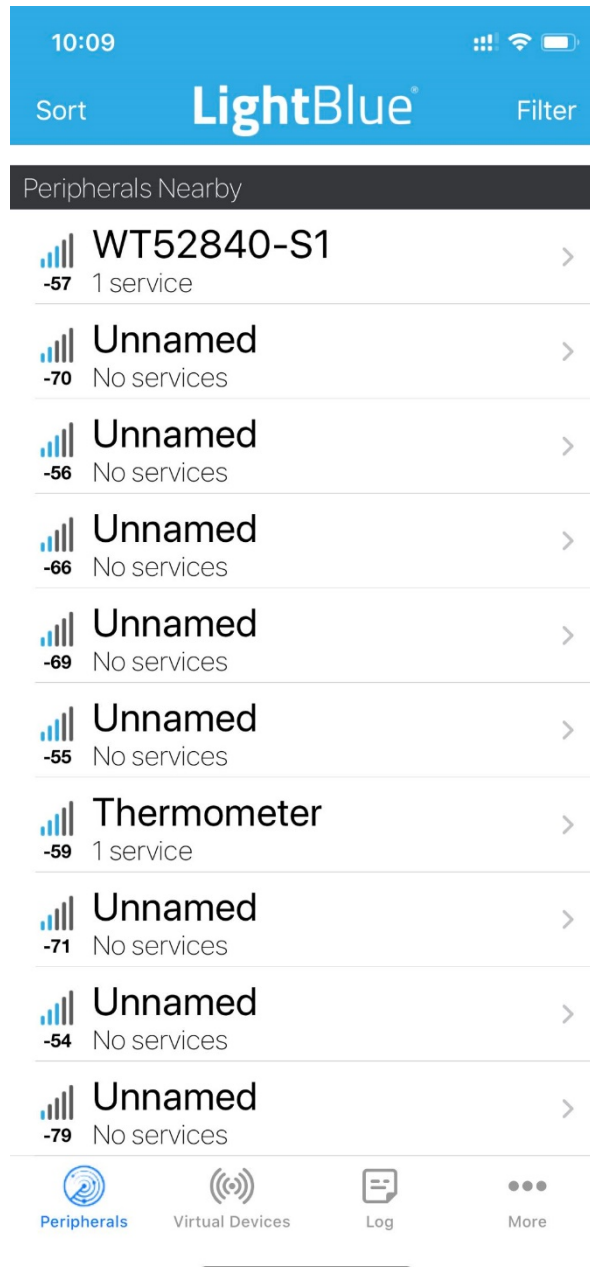 10:09
Sort LightBlue® Filter
Peripherals Nearby
WT52840-S1
-57 1 service
Unnamed
-70 No services
Unnamed
-56 No services
Unnamed
-66 No services
Unnamed
-69 No services
Unnamed
-55 No services
Thermometer
-59 1 service
Unnamed
-71 No services
Unnamed
-54 No services
Unnamed
-79 No services
Peripherals Virtual Devices Log More